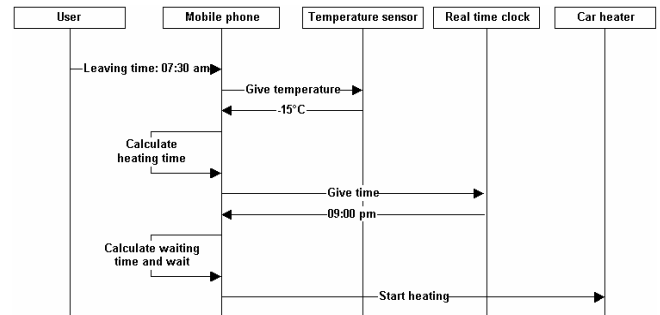 User
Mobile phone
Temperature sensor
Real time clock
Car heater
Leaving time: 07:30 am
Give temperature
-15°C
Calculate
heating time
Give time
09:00 pm
Calculate waiting
time and wait
Start heating